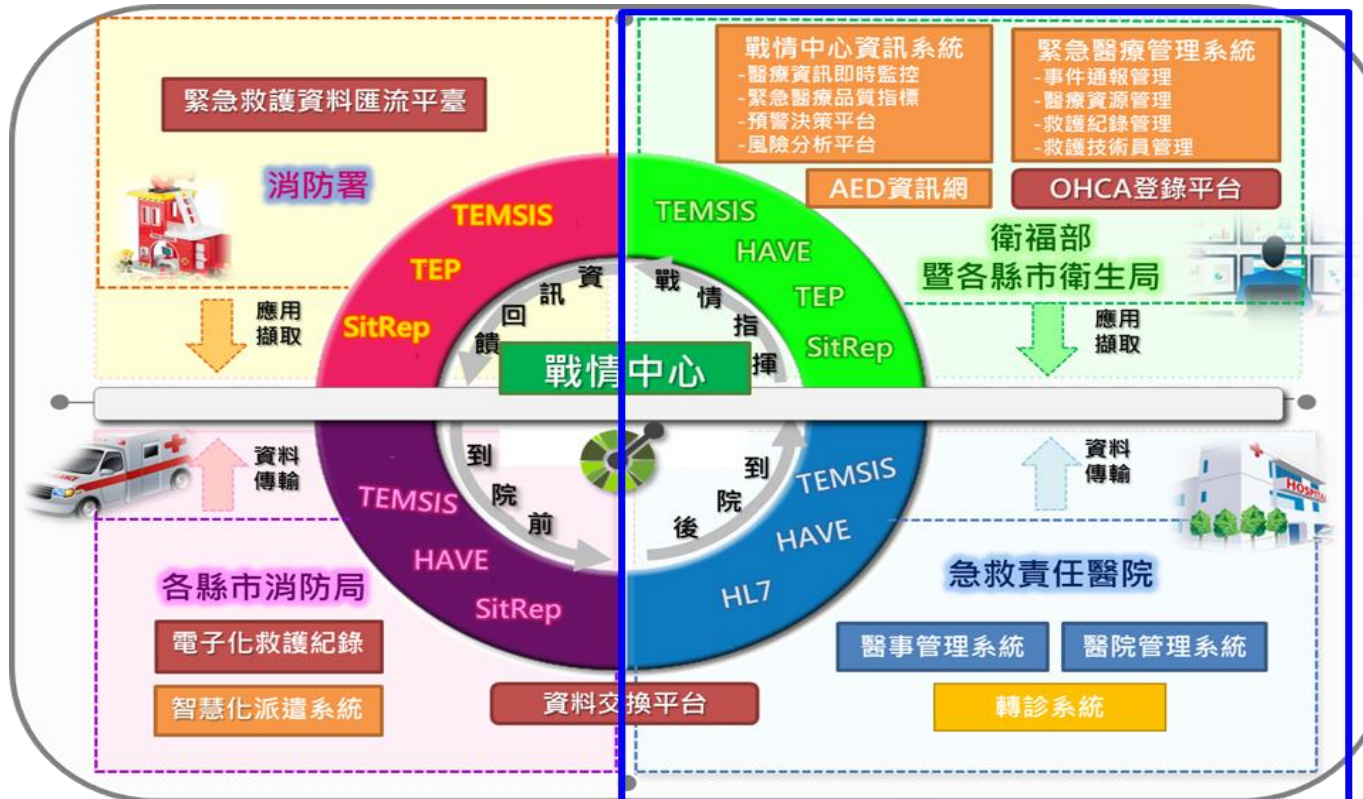 緊急救護資料匯流平臺
消防署
應用
擷取
戰情中心資訊系統
-醫療資訊即時監控
-緊急醫療品質指標
-預警決策平台
-風險分析平台
緊急醫療管理系統
-事件通報管理
-醫療資源管理
-救護紀錄管理
-救護技術員管理
AED資訊網
OHCA登錄平台
衛福部
暨各縣市衛生局
應用
擷取
TEMSIS
TEP
SitRep
TEMSIS
HAVE
TEP
SitRep
資訊回饋
戰情指揮
戰情中心
到院前
到院後
TEMSIS
HAVE
SitRep
TEMSIS
HAVE
HL7
資料
傳輸
各縣市消防局
電子化救護紀錄
智慧化派遣系統
資料交換平台
資料
傳輸
HOSPITAL
急救責任醫院
醫事管理系統
醫院管理系統
轉診系統